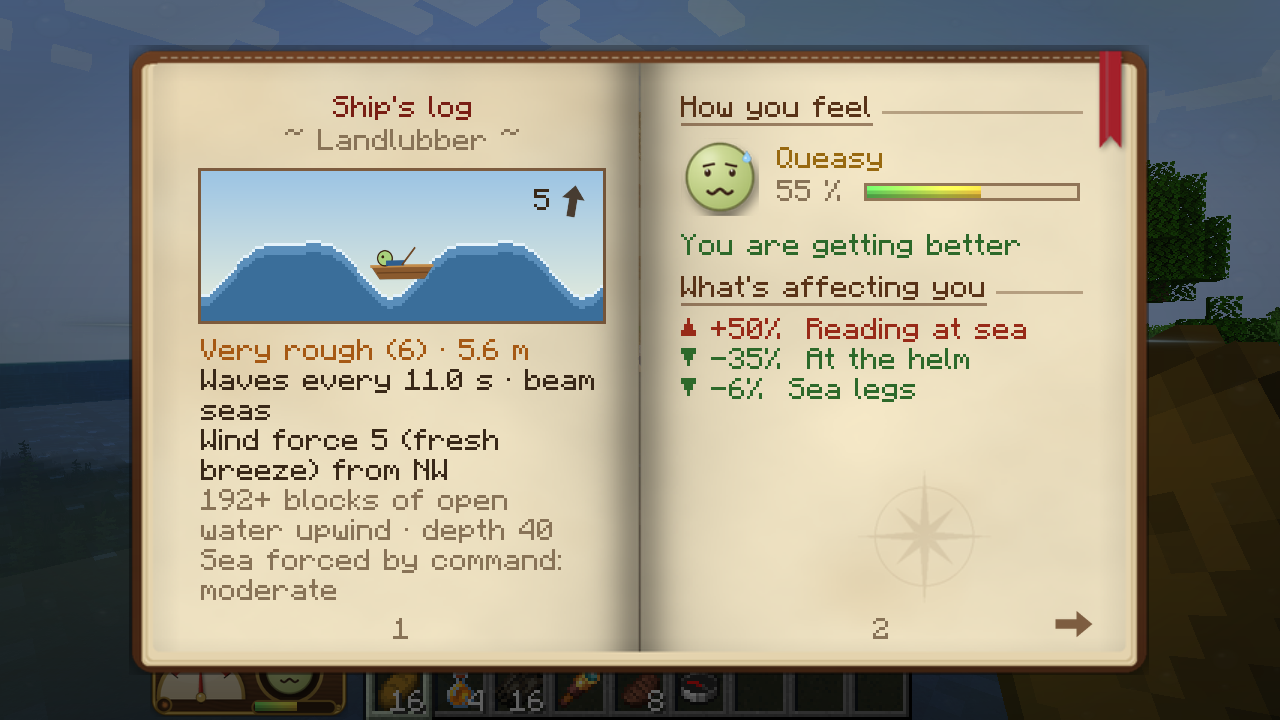 Ship's log
~ Landlubber ~
5
Very rough (6) · 5.6 m
Waves every 11.0 s · beam
seas
Wind force 5 (fresh
breeze) from NW
192+ blocks of open
water upwind · depth 40
Sea forced by command:
moderate
1
How you feel
Queasy
55 %
You are getting better
What's affecting you
+50% Reading at sea
-35% At the helm
-6% Sea legs
2
16 4 16 8